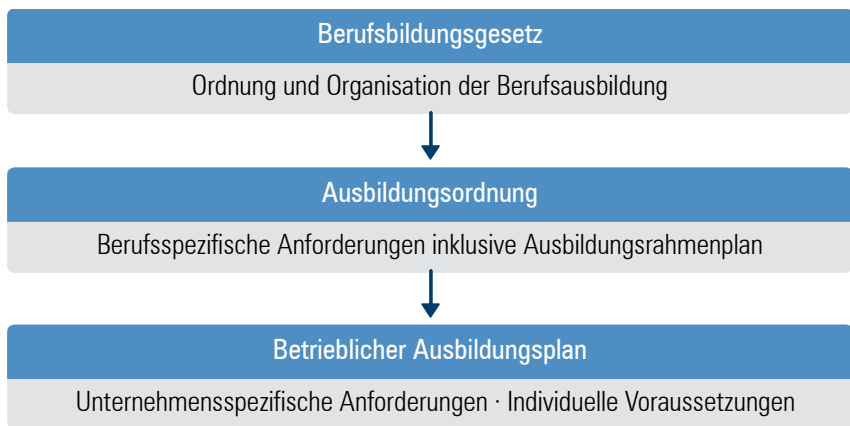 Berufsbildungsgesetz
Ordnung und Organisation der Berufsausbildung
Ausbildungsordnung
Berufsspezifische Anforderungen inklusive Ausbildungsrahmenplan
Betrieblicher Ausbildungsplan
Unternehmensspezifische Anforderungen · Individuelle Voraussetzungen